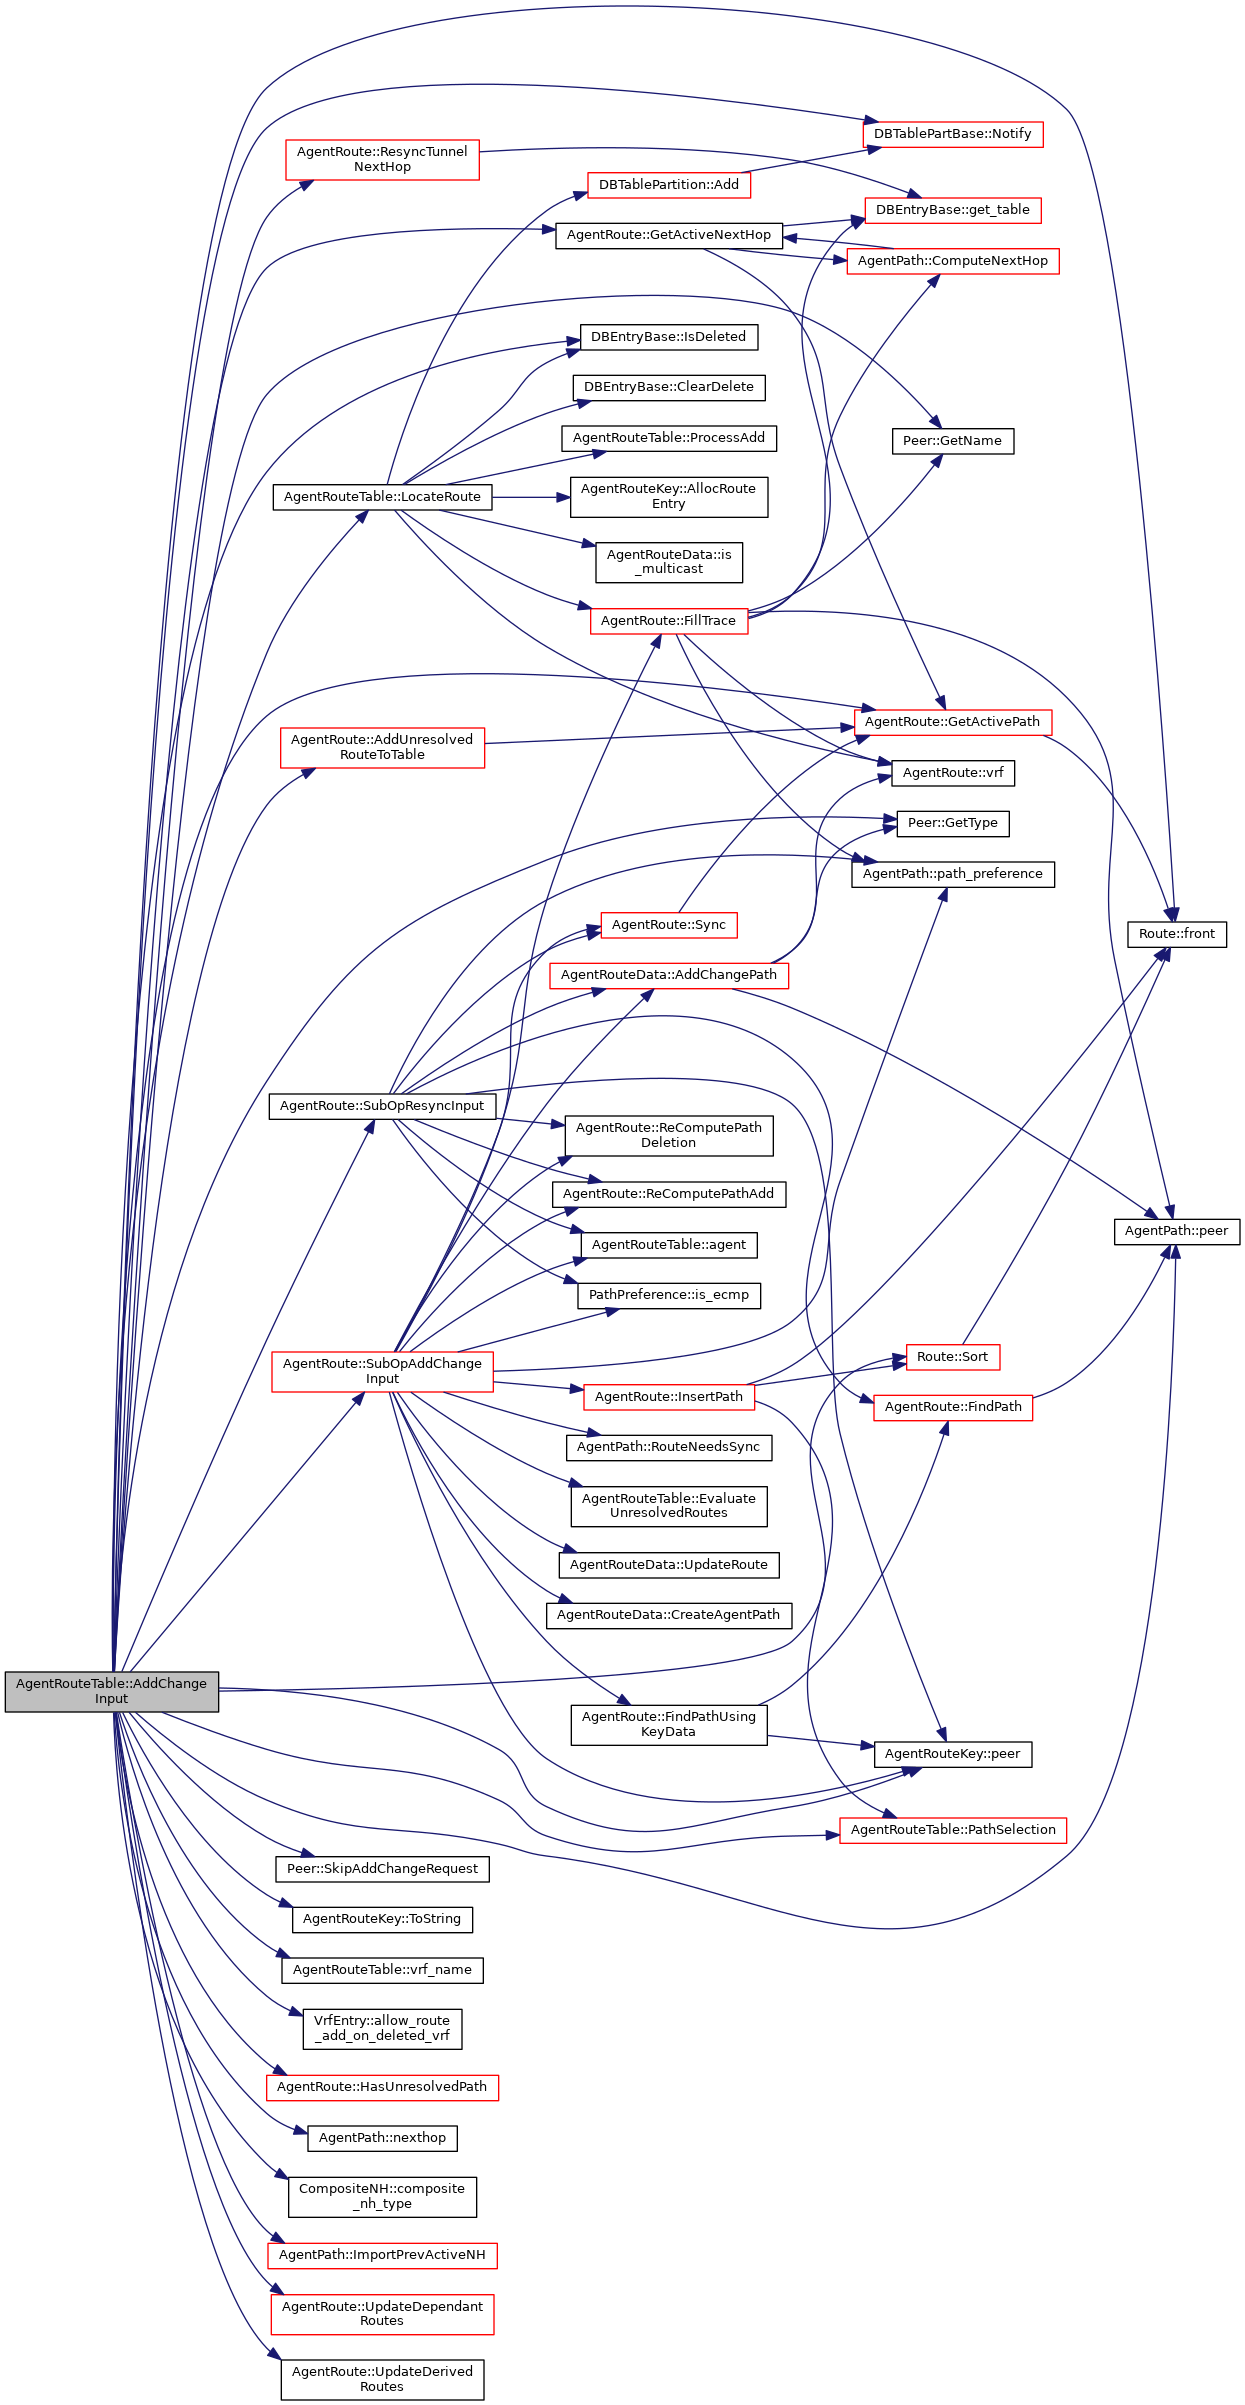 DBTablePartBase::Notify
AgentRoute::ResyncTunnel
NextHop
DBTablePartition::Add
DBEntryBase::get_table
AgentRoute::GetActiveNextHop
AgentPath::ComputeNextHop
DBEntryBase::IsDeleted
DBEntryBase::ClearDelete
AgentRouteTable::ProcessAdd
Peer::GetName
AgentRouteTable::LocateRoute
AgentRouteKey::AllocRoute
Entry
AgentRouteData::is
_multicast
AgentRoute::FillTrace
AgentRoute::GetActivePath
AgentRoute::AddUnresolved
RouteToTable
AgentRoute::vrf
Peer::GetType
AgentPath::path_preference
AgentRoute::Sync
Route::front
AgentRouteData::AddChangePath
AgentRoute::SubOpResyncInput
AgentRoute::ReComputePath
Deletion
AgentRoute::ReComputePathAdd
AgentPath::peer
AgentRouteTable::agent
PathPreference::is_ecmp
AgentRoute::SubOpAddChange
Input
Route::Sort
AgentRoute::InsertPath
AgentRoute::FindPath
AgentPath::RouteNeedsSync
AgentRouteTable::Evaluate
UnresolvedRoutes
AgentRouteData::UpdateRoute
AgentRouteData::CreateAgentPath
AgentRouteTable::AddChange
Input
AgentRoute::FindPathUsing
KeyData
AgentRouteKey::peer
AgentRouteTable::PathSelection
Peer::SkipAddChangeRequest
AgentRouteKey::ToString
AgentRouteTable::vrf_name
VrfEntry::allow_route
_add_on_deleted_vrf
AgentRoute::HasUnresolvedPath
AgentPath::nexthop
CompositeNH::composite
_nh_type
AgentPath::ImportPrevActiveNH
AgentRoute::UpdateDependant
Routes
AgentRoute::UpdateDerived
Routes